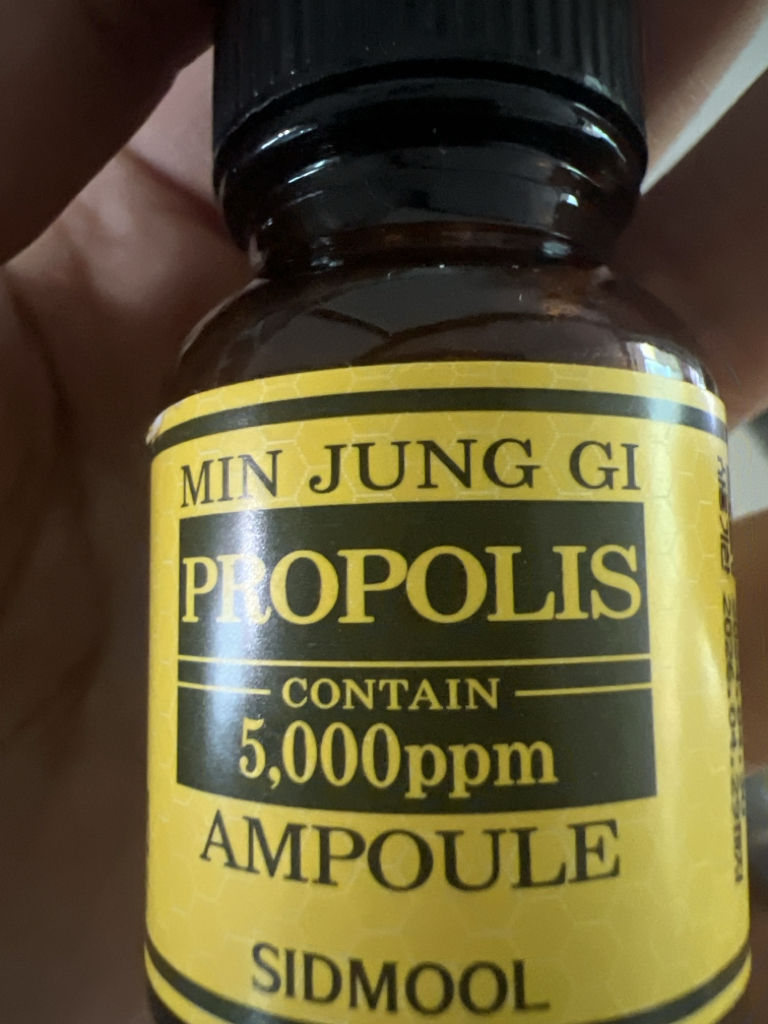 MIN JUNG GI
PROPOLIS
CONTAIN
5,000ppm
AMPOULE
SIDMOOL